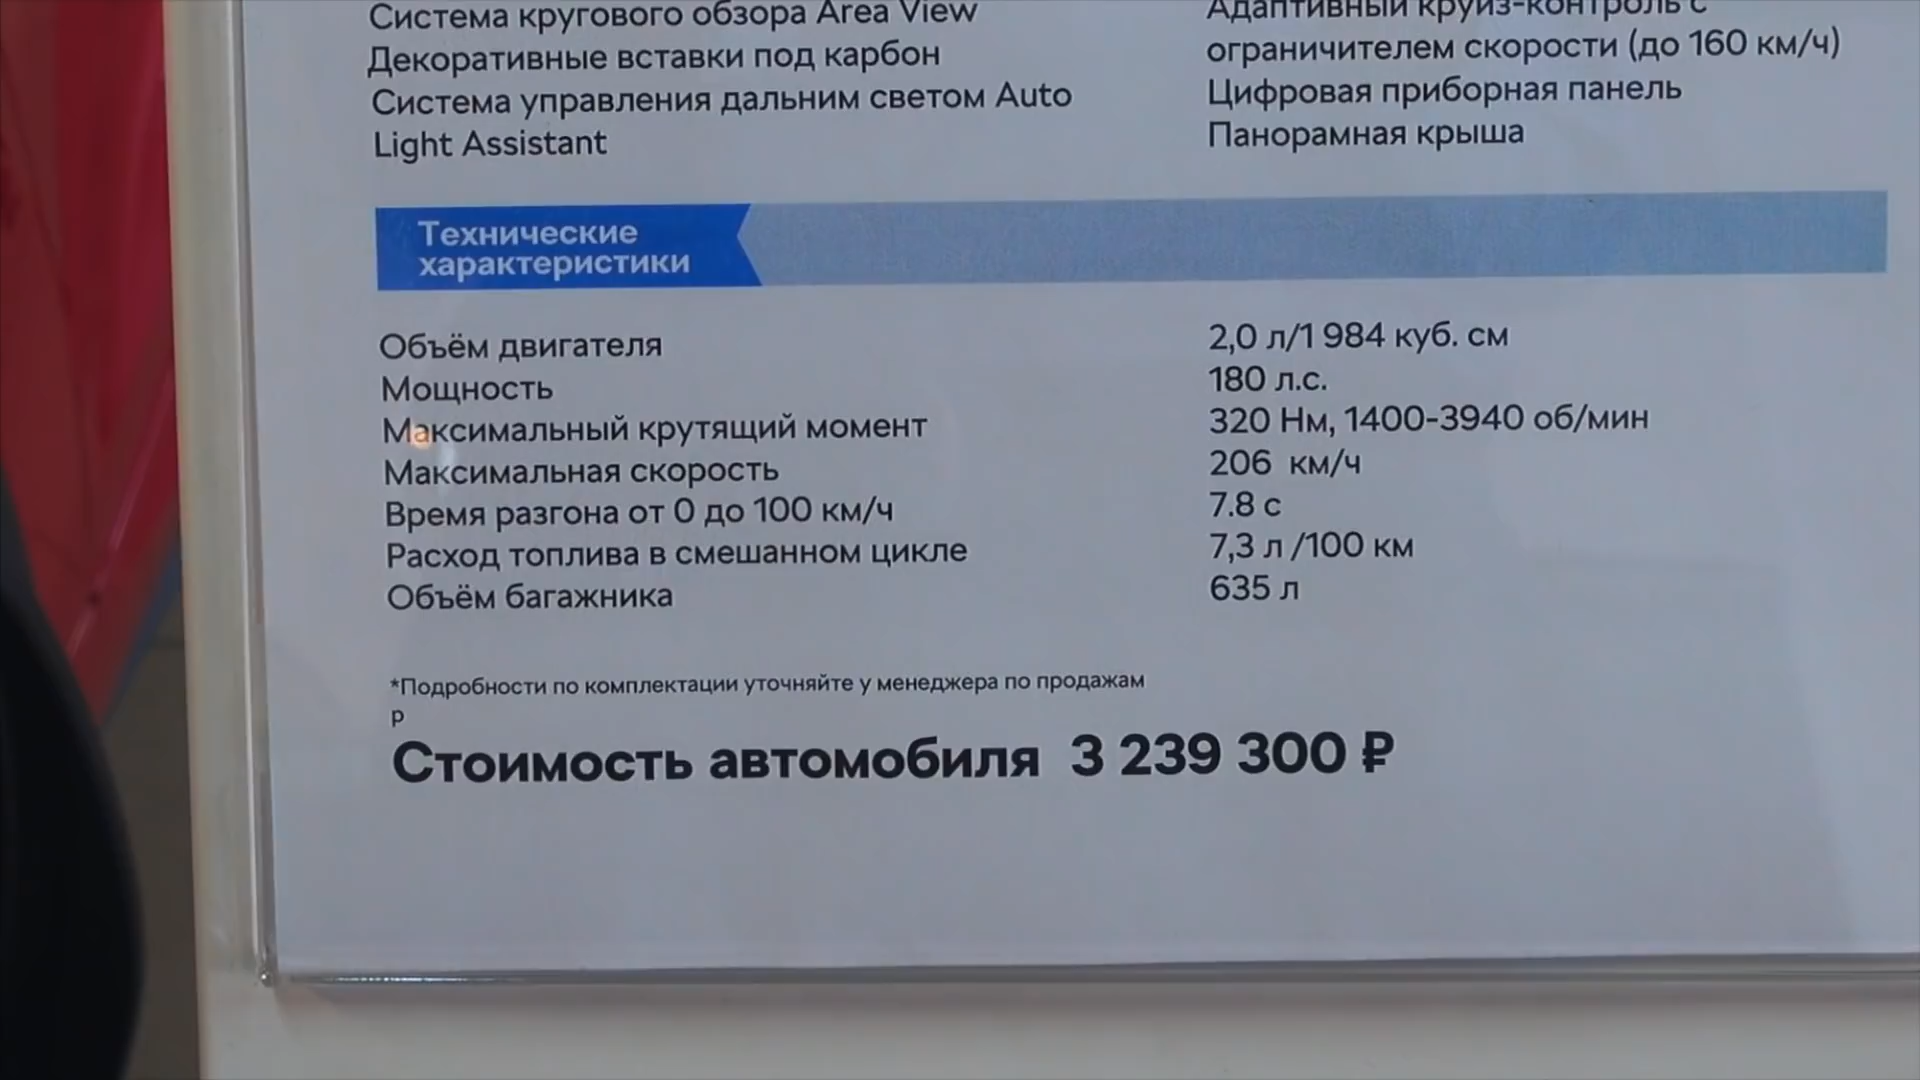 Система кругового обзора Area View
Декоративные вставки под карбон
Система управления дальним светом Auto
Light Assistant
Адаптивный круиз-контроль с
ограничителем скорости (до 160 км/ч)
Цифровая приборная панель
Панорамная крыша
Технические
характеристики
Объём двигателя 2,0 л/1 984 куб. см
Мощность 180 л.с.
Максимальный крутящий момент 320 Нм, 1400-3940 об/мин
Максимальная скорость 206 км/ч
Время разгона от 0 до 100 км/ч 7.8 с
Расход топлива в смешанном цикле 7,3 л /100 км
Объём багажника 635 л
*Подробности по комплектации уточняйте у менеджера по продажам
р
Стоимость автомобиля 3 239 300 ₽